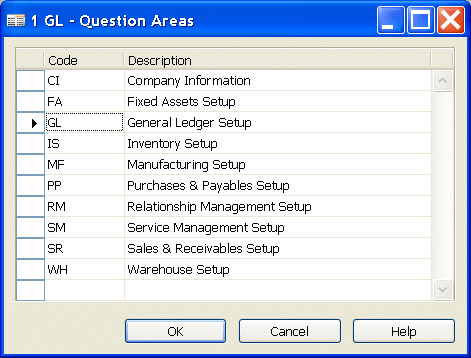 1 GL - Question Areas
Code Description
CI Company Information
FA Fixed Assets Setup
GL General Ledger Setup
IS Inventory Setup
MF Manufacturing Setup
PP Purchases & Payables Setup
RM Relationship Management Setup
SM Service Management Setup
SR Sales & Receivables Setup
WH Warehouse Setup
OK Cancel Help